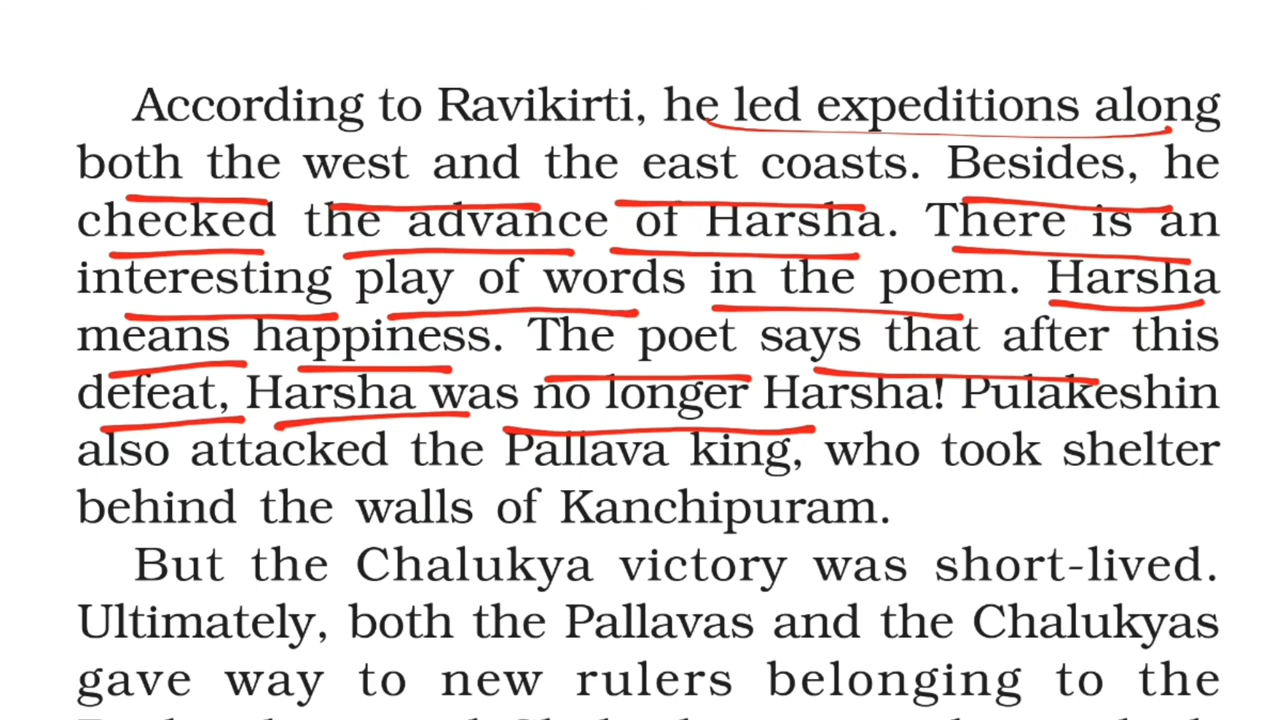 According to Ravikirti, he led expeditions along
both the west and the east coasts. Besides, he
checked the advance of Harsha. There is an
interesting play of words in the poem. Harsha
means happiness. The poet says that after this
defeat, Harsha was no longer Harsha! Pulakeshin
also attacked the Pallava king, who took shelter
behind the walls of Kanchipuram.
But the Chalukya victory was short-lived.
Ultimately, both the Pallavas and the Chalukyas
gave way to new rulers belonging to the